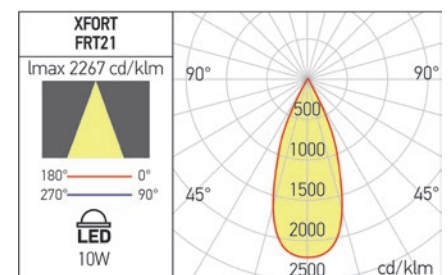 XFORT
FRT21
Imax 2267 cd/klm
180° 0°
270° 90°
LED
10W
90° 90°
500
1000
1500
45° 45°
2000
2500 cd/klm